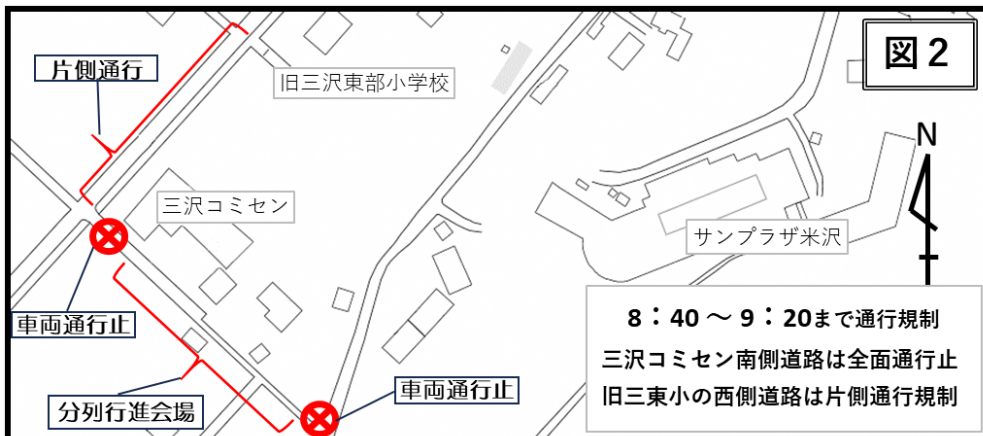 図2
片側通行
旧三沢東部小学校
N
三沢コミセン
サンプラザ米沢
車両通行止
8：40 ～ 9：20まで通行規制
三沢コミセン南側道路は全面通行止
旧三東小の西側道路は片側通行規制
車両通行止
分列行進会場